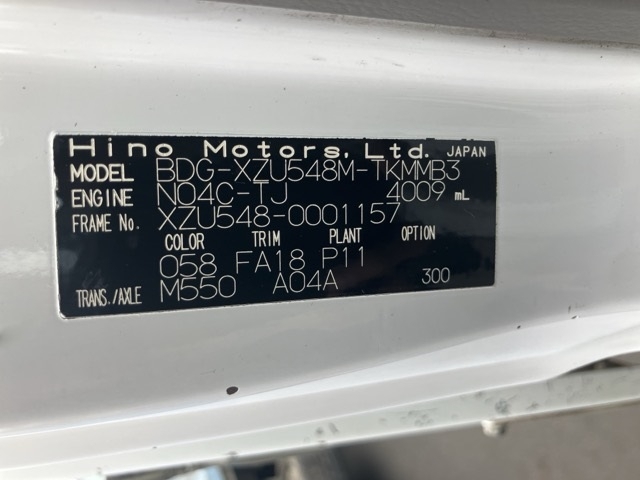 Hino Motors, Ltd. JAPAN
MODEL BDG-XZU548M-TKMMB3
ENGINE N04C-TJ 4009 mL
FRAME No. XZU548-0001157
COLOR TRIM PLANT OPTION
058 FA18 P11
TRANS./AXLE M550 A04A 300